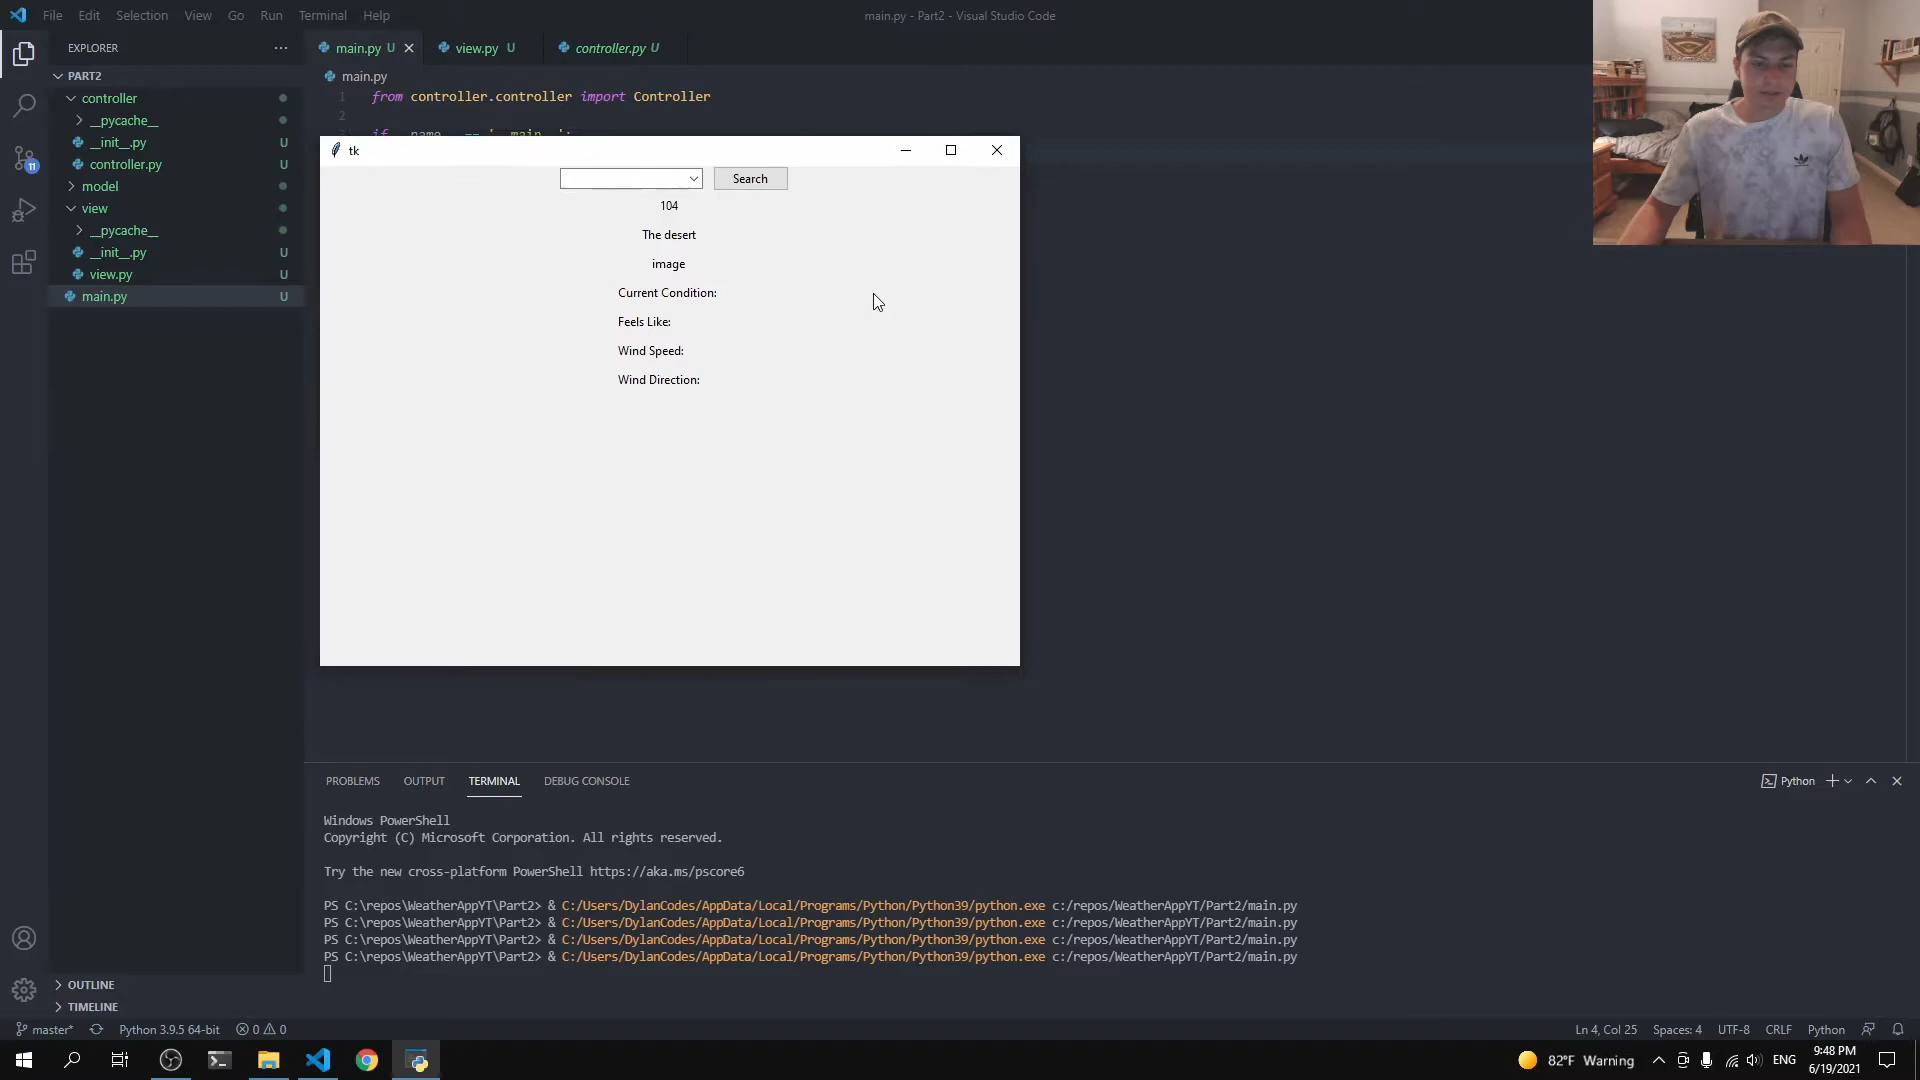 File Edit Selection View Go Run Terminal Help
main.py - Part2 - Visual Studio Code
EXPLORER
PART2
controller
__pycache__
__init__.py U
controller.py U
model
view
__pycache__
__init__.py U
view.py U
main.py U
OUTLINE
TIMELINE
11
main.py U
view.py U
controller.py U
main.py
1 from controller.controller import Controller
2
tk
Search
104
The desert
image
Current Condition:
Feels Like:
Wind Speed:
Wind Direction:
PROBLEMS OUTPUT TERMINAL DEBUG CONSOLE
Python
Windows PowerShell
Copyright (C) Microsoft Corporation. All rights reserved.
Try the new cross-platform PowerShell https://aka.ms/pscore6
PS C:\repos\WeatherAppYT\Part2> & C:/Users/DylanCodes/AppData/Local/Programs/Python/Python39/python.exe c:/repos/WeatherAppYT/Part2/main.py
PS C:\repos\WeatherAppYT\Part2> & C:/Users/DylanCodes/AppData/Local/Programs/Python/Python39/python.exe c:/repos/WeatherAppYT/Part2/main.py
PS C:\repos\WeatherAppYT\Part2> & C:/Users/DylanCodes/AppData/Local/Programs/Python/Python39/python.exe c:/repos/WeatherAppYT/Part2/main.py
PS C:\repos\WeatherAppYT\Part2> & C:/Users/DylanCodes/AppData/Local/Programs/Python/Python39/python.exe c:/repos/WeatherAppYT/Part2/main.py
master* Python 3.9.5 64-bit 0 0
Ln 4, Col 25 Spaces: 4 UTF-8 CRLF Python
82°F Warning
ENG
9:48 PM
6/19/2021